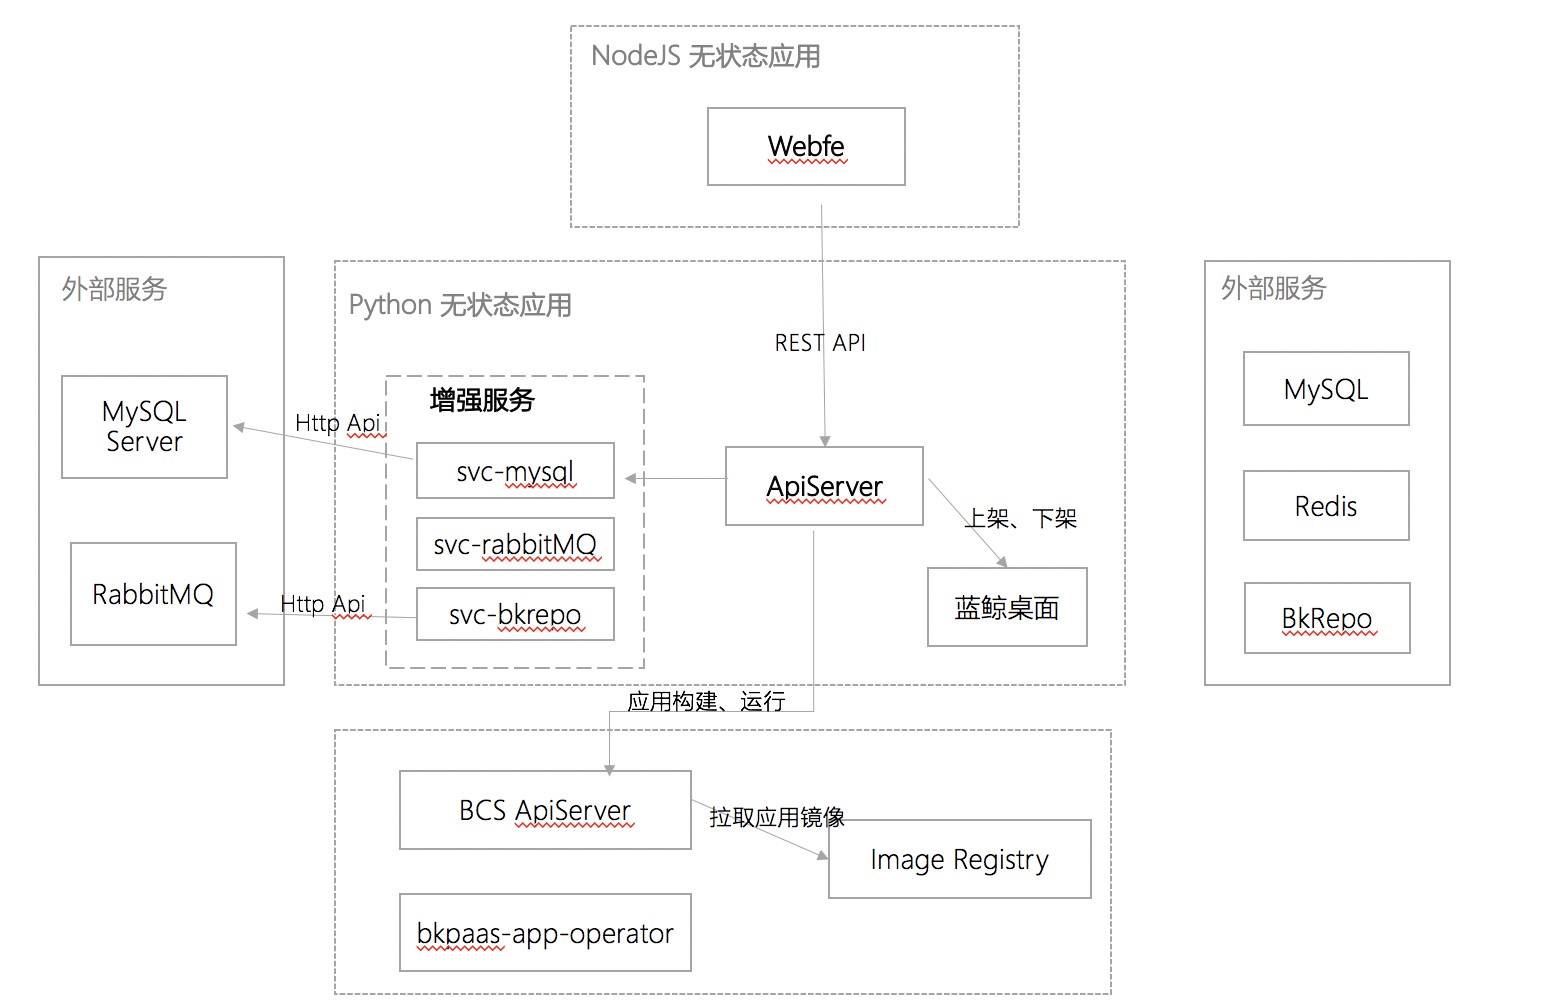 NodeJS 无状态应用
Webfe
外部服务
MySQL
Server
RabbitMQ
Http Api
Http Api
Python 无状态应用
REST API
增强服务
svc-mysql
svc-rabbitMQ
svc-bkrepo
ApiServer
上架、下架
蓝鲸桌面
外部服务
MySQL
Redis
BkRepo
应用构建、运行
BCS ApiServer
拉取应用镜像
Image Registry
bkpaas-app-operator